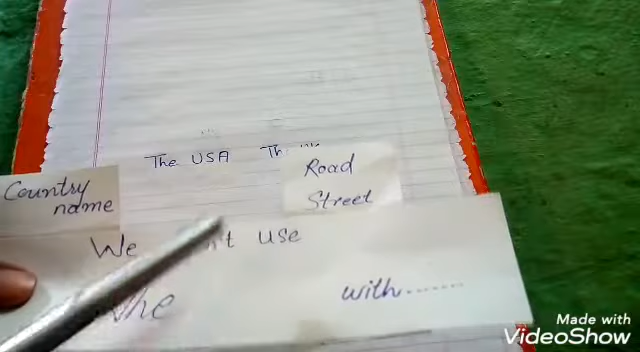 The USA
Road
Street
Country
name
We use
with.......
Made with
VideoShow